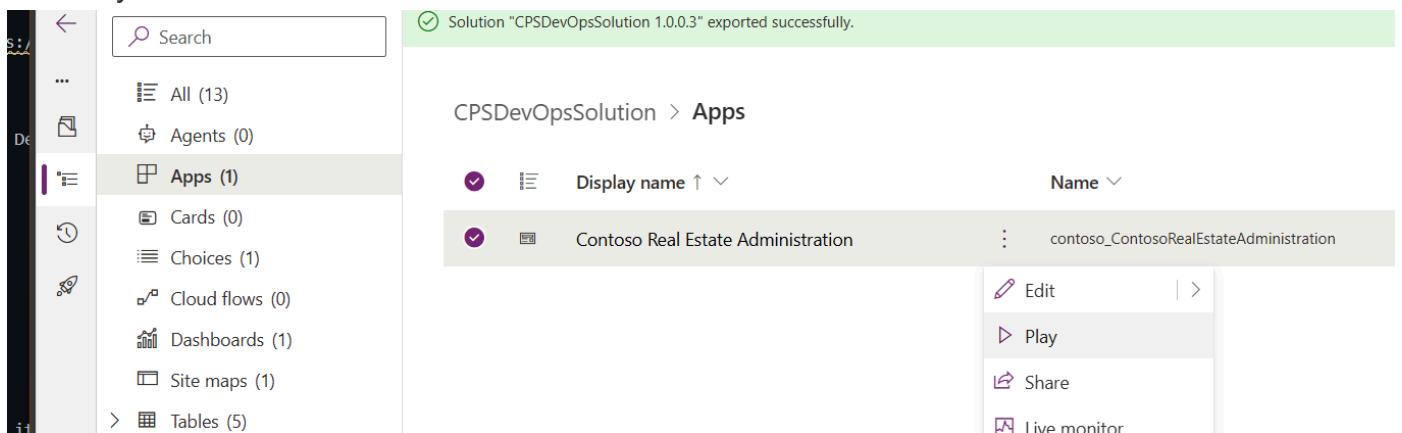 Solution "CPSDevOpsSolution 1.0.0.3" exported successfully.
s:/
Search
...
All (13)
De
Agents (0)
CPSDevOpsSolution > Apps
Apps (1)
Display name ↑
Name
Cards (0)
Contoso Real Estate Administration
contoso_ContosoRealEstateAdministration
Choices (1)
Edit
Cloud flows (0)
Play
Dashboards (1)
Share
Site maps (1)
Tables (5)
Live monitor